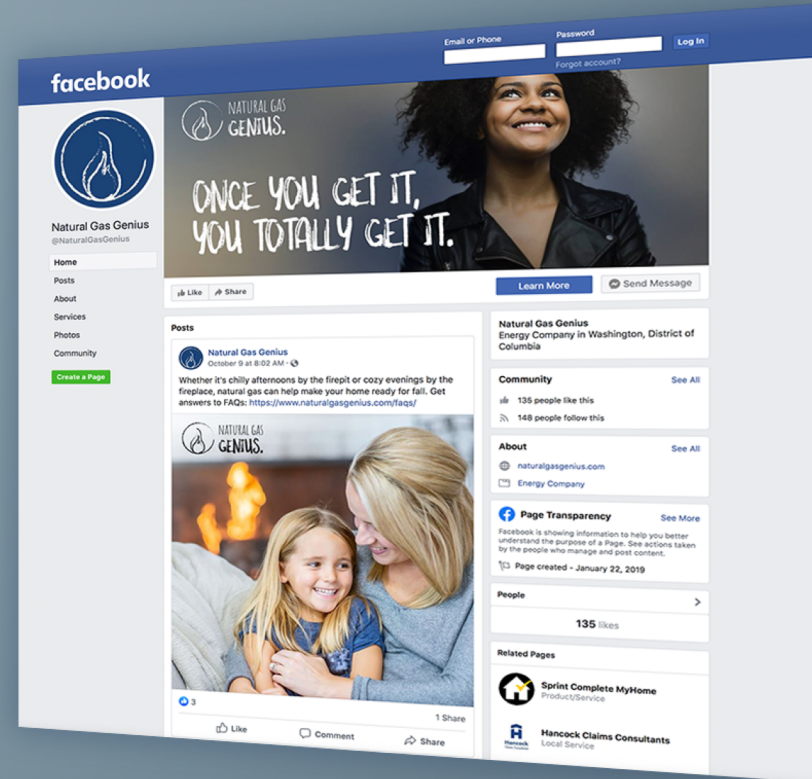 Email or Phone
Password
Log In
Forgot account?
facebook
NATURAL GAS
GENIUS.
ONCE YOU GET IT,
YOU TOTALLY GET IT.
Natural Gas Genius
@NaturalGasGenius
Home
Posts
About
Services
Photos
Community
Create a Page
Like
Share
Learn More
Send Message
Posts
Natural Gas Genius
October 9 at 8:02 AM ·
Whether it's chilly afternoons by the firepit or cozy evenings by the
fireplace, natural gas can help make your home ready for fall. Get
answers to FAQs: https://www.naturalgasgenius.com/faqs/
NATURAL GAS
GENIUS.
3
1 Share
Like
Comment
Share
Natural Gas Genius
Energy Company in Washington, District of
Columbia
Community
See All
135 people like this
148 people follow this
About
See All
naturalgasgenius.com
Energy Company
Page Transparency
See More
Facebook is showing information to help you better
understand the purpose of a Page. See actions taken
by the people who manage and post content.
Page created - January 22, 2019
People
135 likes
Related Pages
Sprint Complete MyHome
Product/Service
Hancock Claims Consultants
Local Service
Hancock